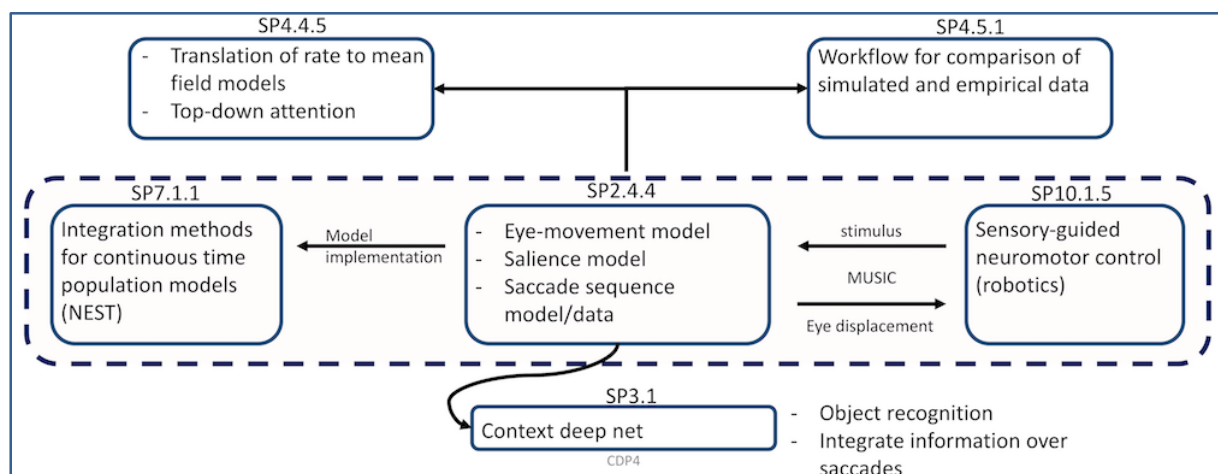 SP4.4.5
- Translation of rate to mean
field models
- Top-down attention
SP4.5.1
Workflow for comparison of
simulated and empirical data
SP7.1.1
Integration methods
for continuous time
population models
(NEST)
Model
implementation
SP2.4.4
- Eye-movement model
- Salience model
- Saccade sequence
model/data
stimulus
MUSIC
Eye displacement
SP10.1.5
Sensory-guided
neuromotor control
(robotics)
SP3.1
Context deep net
CDP4
- Object recognition
- Integrate information over
saccades